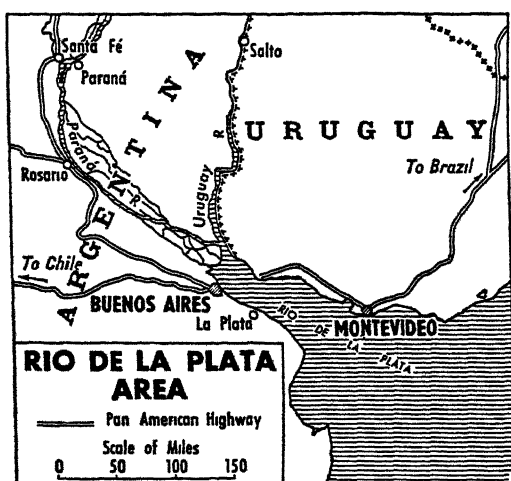 Santa Fé
Paraná
Salto
ARGENTINA
URUGUAY
Paraná R
Uruguay R
Rosario
To Brazil
To Chile
BUENOS AIRES
La Plata
RIO DE LA PLATA
MONTEVIDEO
RIO DE LA PLATA
AREA
Pan American Highway
Scale of Miles
0 50 100 150